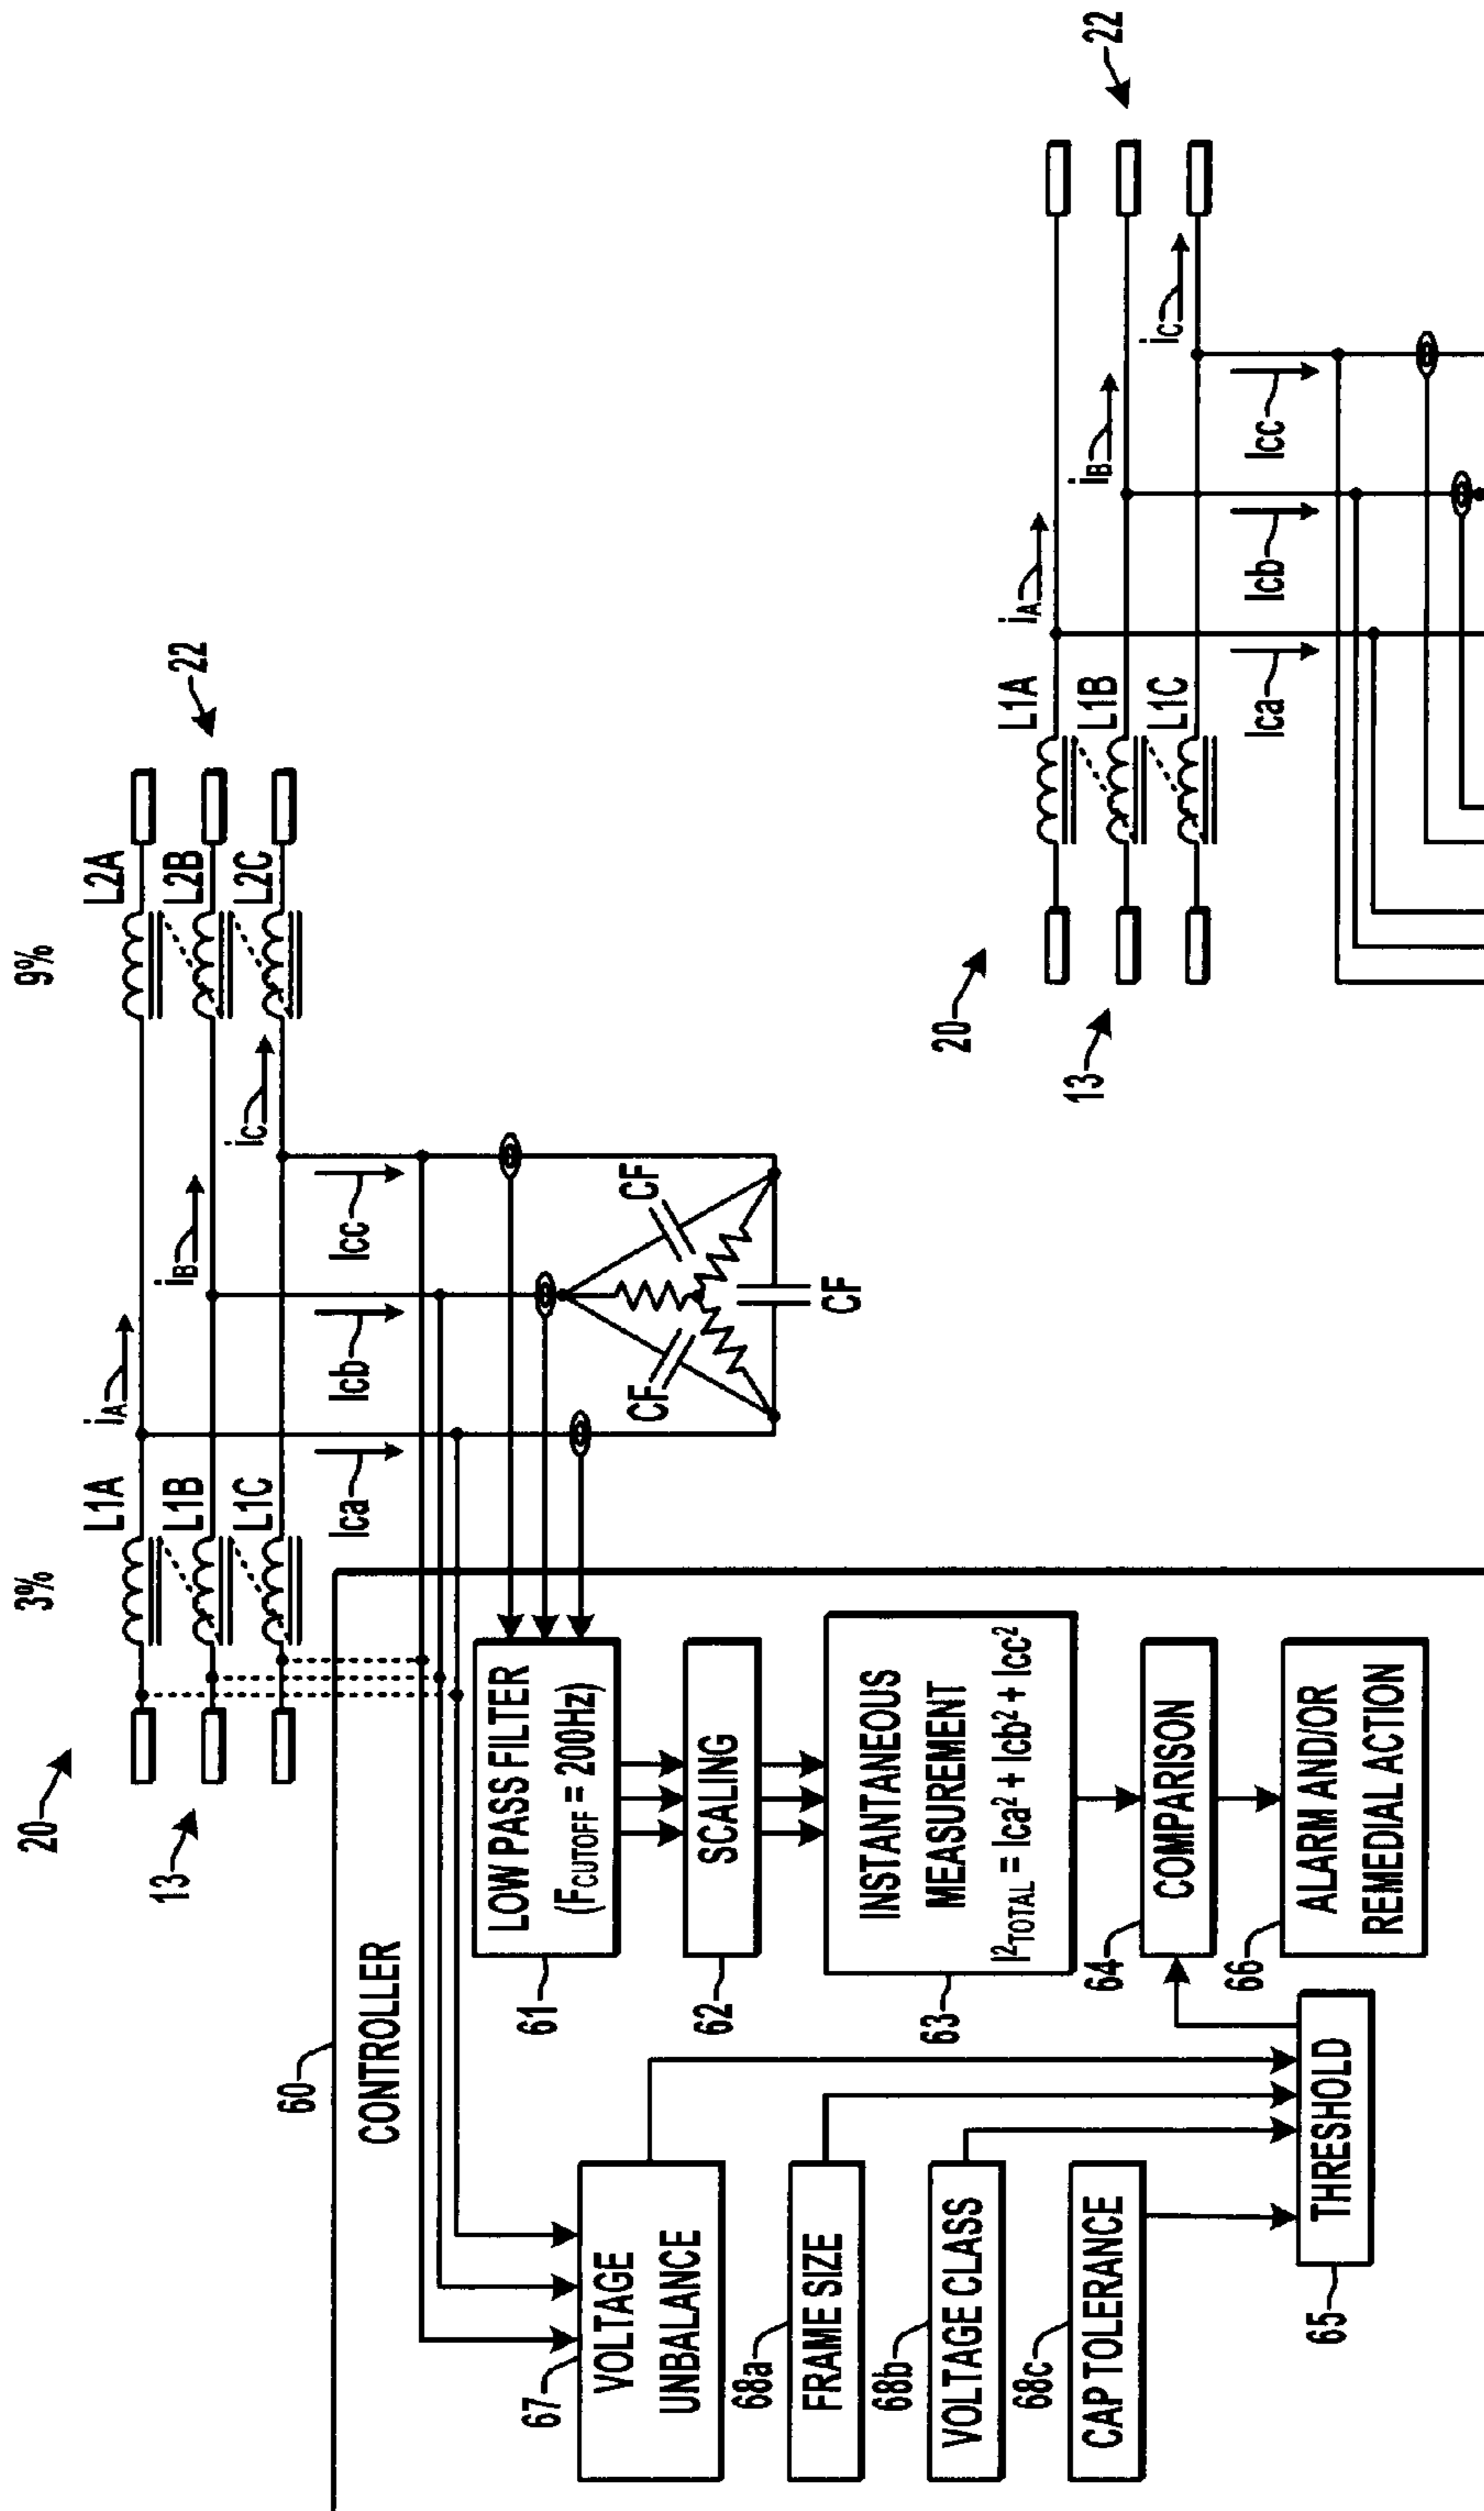 20
3%
9%
13
22
L1A
L1B
L1C
iA
iB
iC
L2A
L2B
L2C
Ica
Icb
Icc
60
CONTROLLER
61
LOW PASS FILTER
(FCUTOFF = 200Hz)
62
SCALING
63
INSTANTANEOUS
MEASUREMENT
I²TOTAL = Ica² + Icb² + Icc²
64
COMPARISON
66
ALARM AND/OR
REMEDIAL ACTION
67
VOLTAGE
UNBALANCE
68a
FRAME SIZE
68b
VOLTAGE CLASS
68c
CAP TOLERANCE
65
THRESHOLD
CF
CF
CF
20
13
22
L1A
L1B
L1C
iA
iB
iC
Ica
Icb
Icc